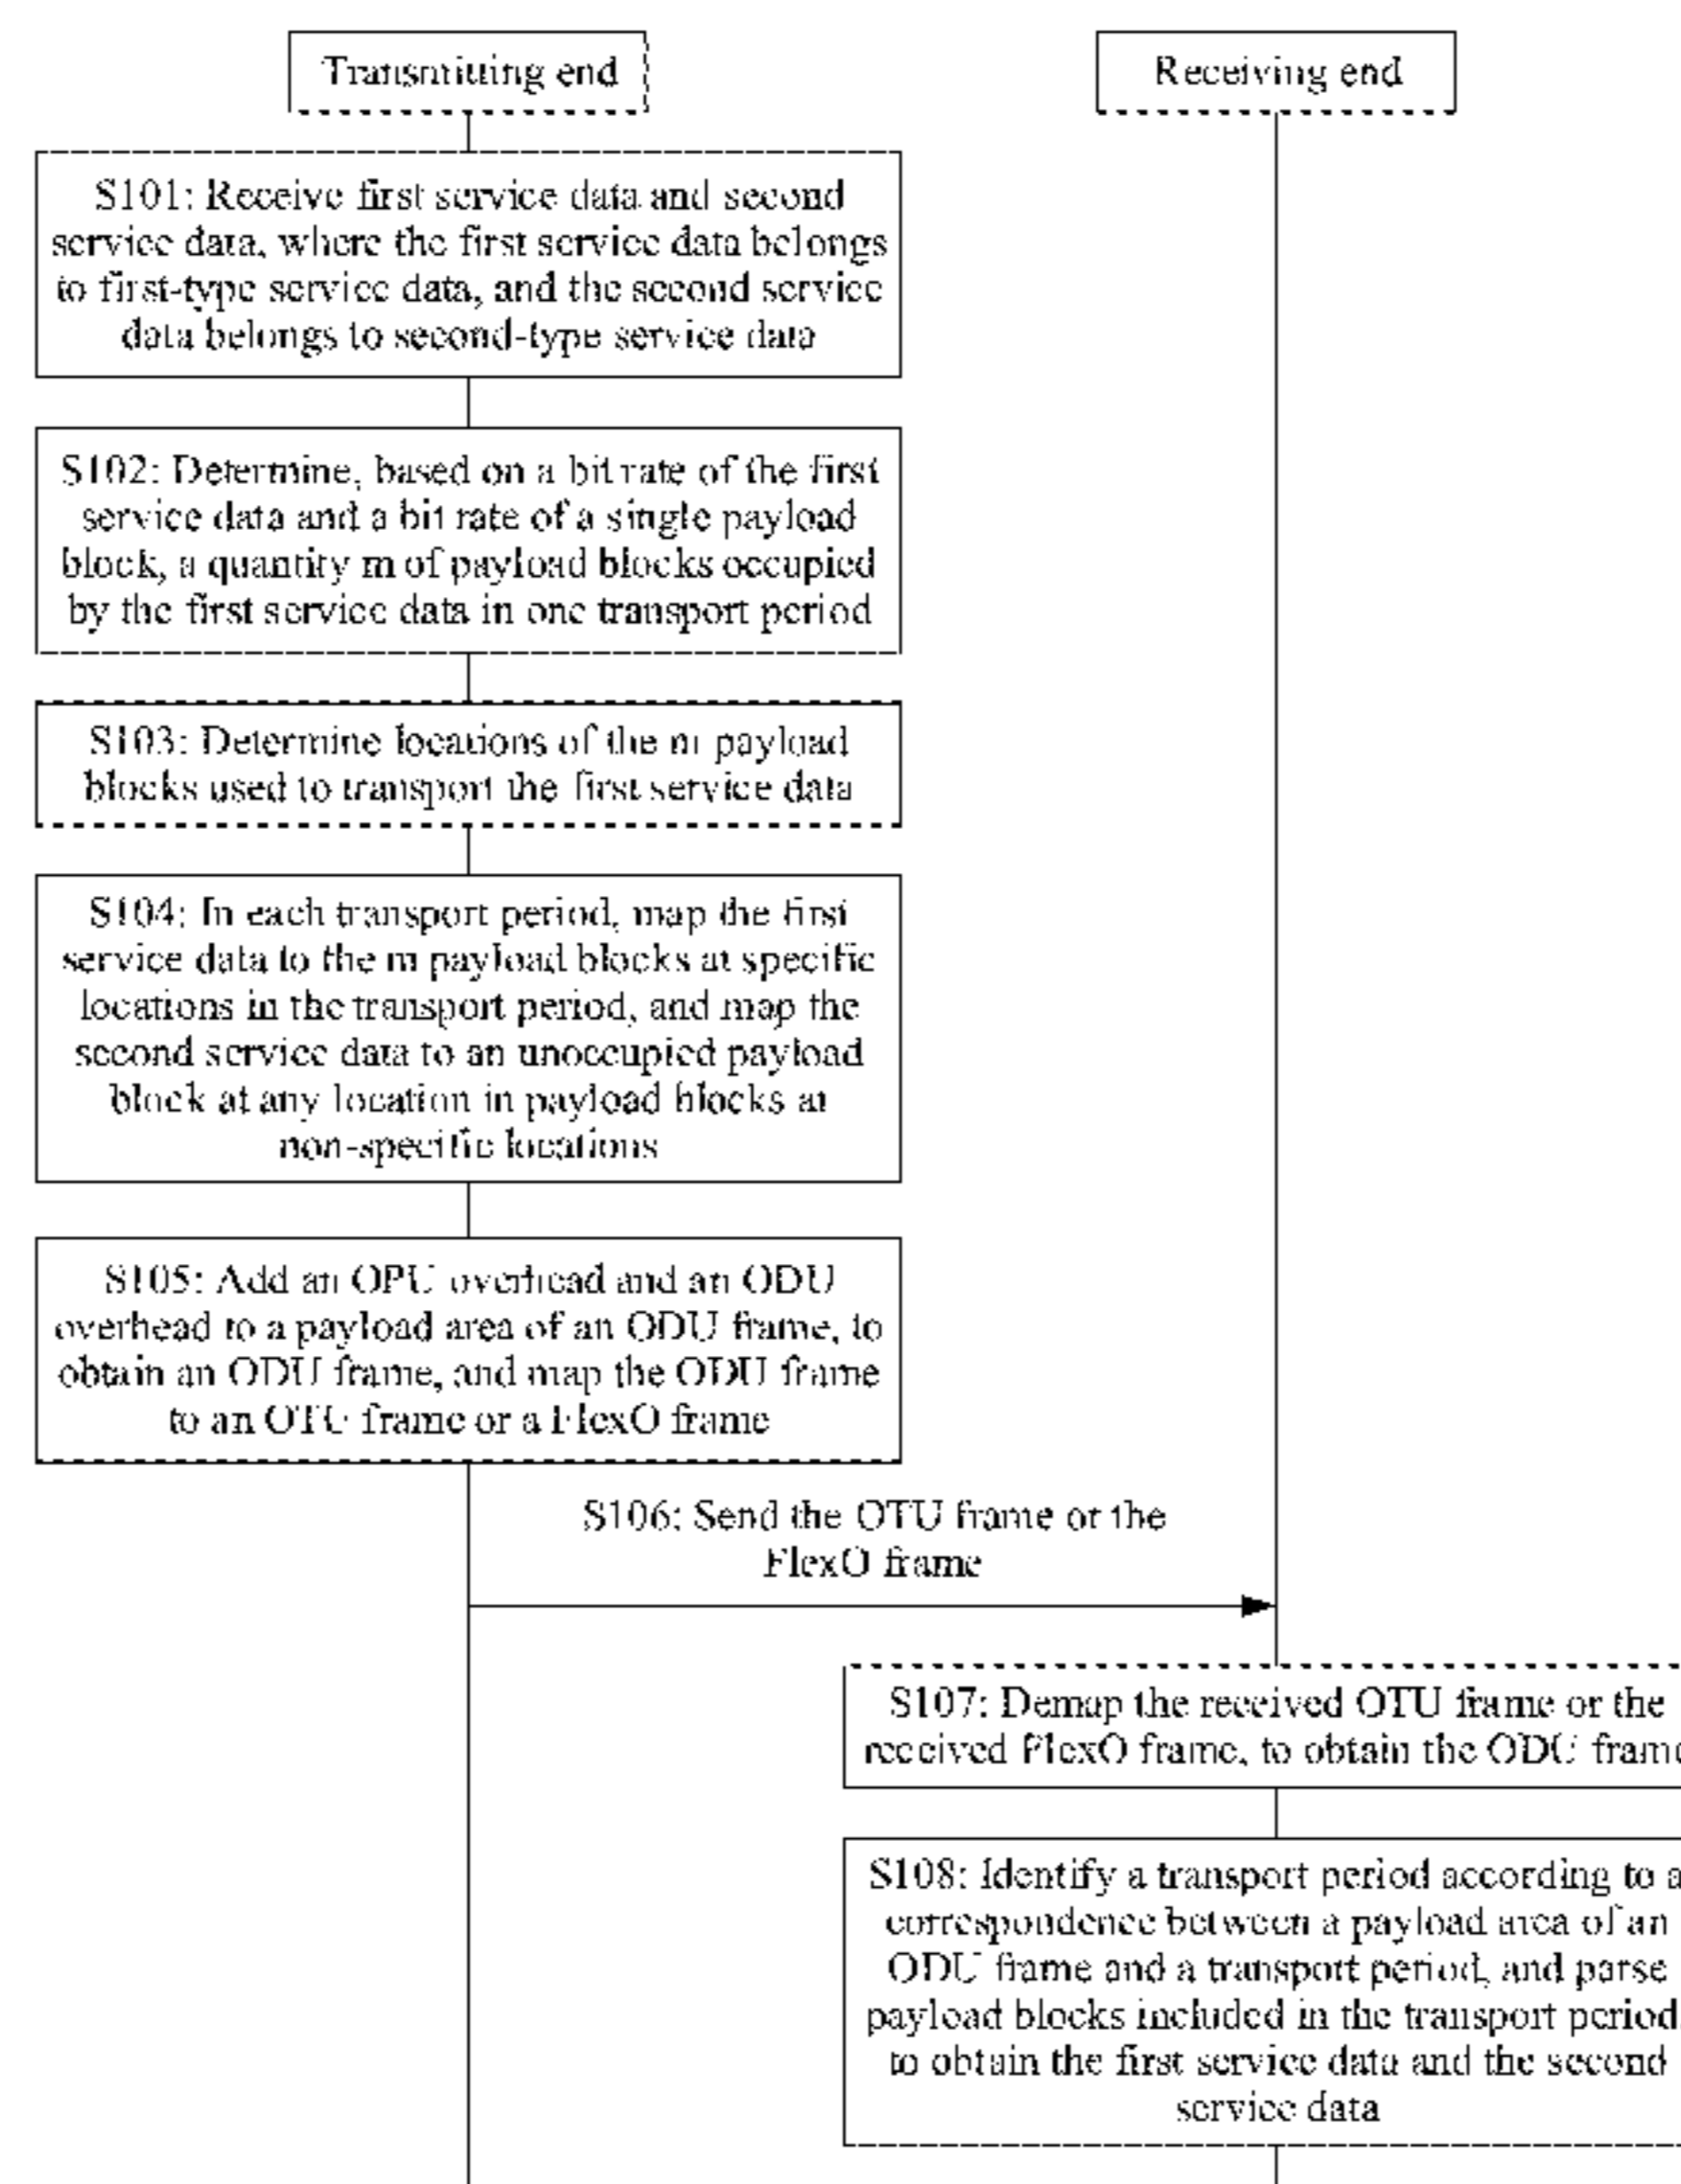 Transmitting end
Receiving end
S101: Receive first service data and second
service data, where the first service data belongs
to first-type service data, and the second service
data belongs to second-type service data
S102: Determine, based on a bit rate of the first
service data and a bit rate of a single payload
block, a quantity m of payload blocks occupied
by the first service data in one transport period
S103: Determine locations of the m payload
blocks used to transport the first service data
S104: In each transport period, map the first
service data to the m payload blocks at specific
locations in the transport period, and map the
second service data to an unoccupied payload
block at any location in payload blocks at
non-specific locations
S105: Add an OPU overhead and an ODU
overhead to a payload area of an ODU frame, to
obtain an ODU frame, and map the ODU frame
to an OTU frame or a FlexO frame
S106: Send the OTU frame or the
FlexO frame
S107: Demap the received OTU frame or the
received FlexO frame, to obtain the ODU frame
S108: Identify a transport period according to a
correspondence between a payload area of an
ODU frame and a transport period, and parse
payload blocks included in the transport period,
to obtain the first service data and the second
service data